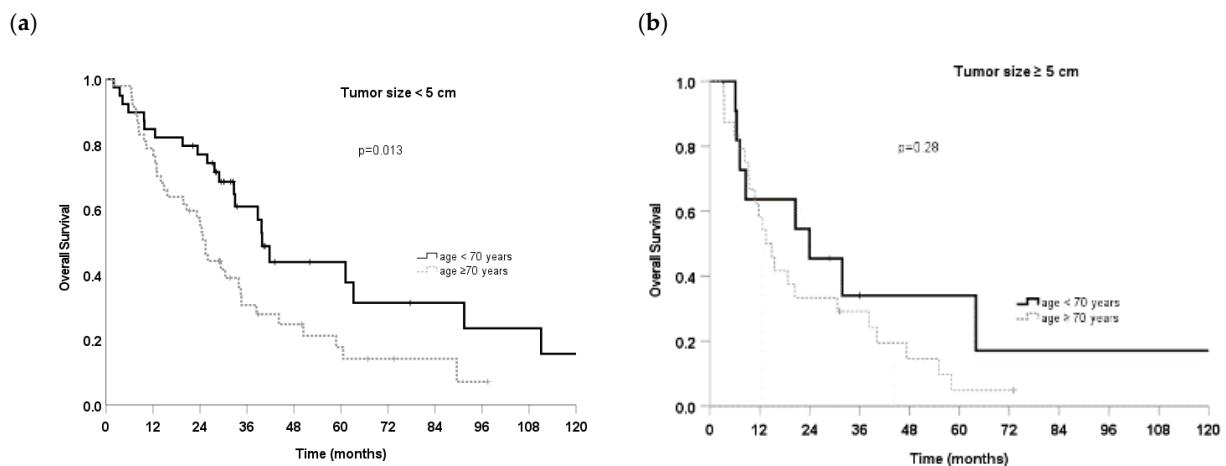 (a)
Tumor size < 5 cm
p=0.013
Overall Survival
1.0
0.8
0.6
0.4
0.2
0.0
age < 70 years
age ≥70 years
0 12 24 36 48 60 72 84 96 108 120
Time (months)
(b)
Tumor size ≥ 5 cm
p=0.28
Overall Survival
1.0
0.8
0.6
0.4
0.2
0.0
age < 70 years
age ≥ 70 years
0 12 24 36 48 60 72 84 96 108 120
Time (months)